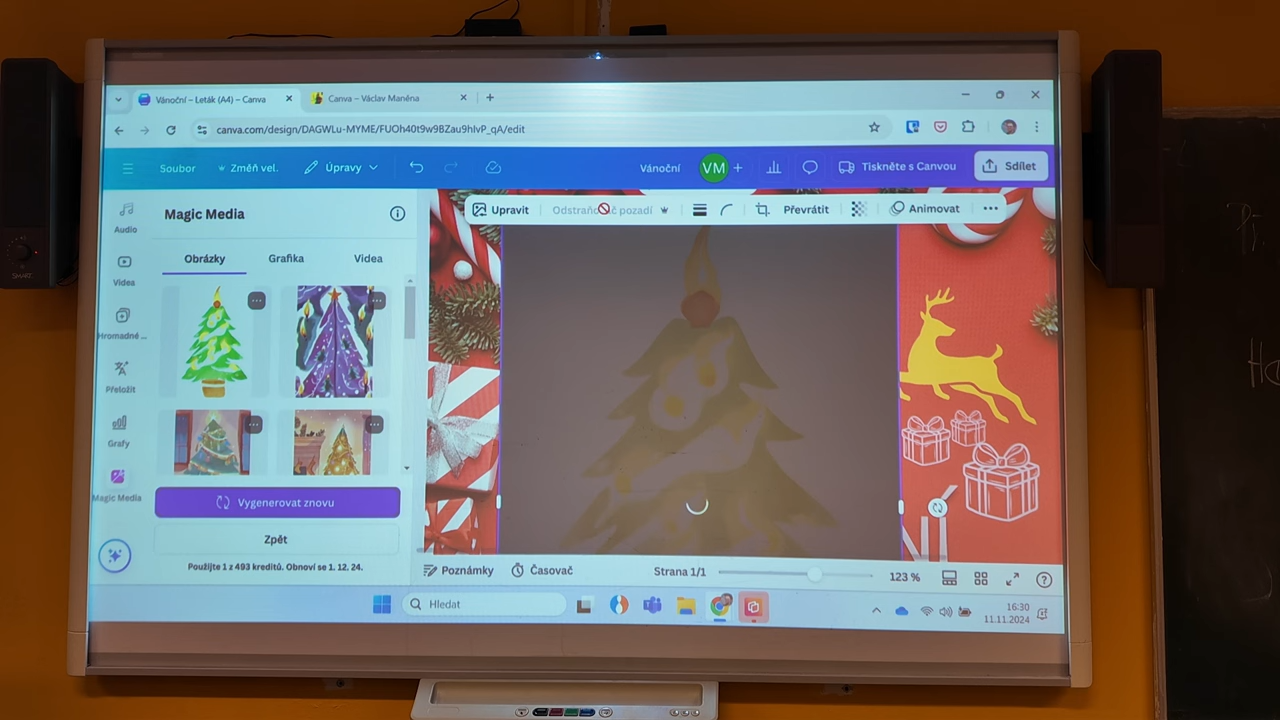 Vánoční – Leták (A4) – Canva
Canva – Václav Maněna
canva.com/design/DAGWLu-MYME/FUOh40t9w9BZau9hIvP_qA/edit
Soubor
Změň vel.
Úpravy
Vánoční
VM
Tiskněte s Canvou
Sdílet
Audio
Videa
Hromadné ...
Přeložit
Grafy
Magic Media
Magic Media
Obrázky
Grafika
Videa
Vygenerovat znovu
Zpět
Použijte 1 z 493 kreditů. Obnoví se 1. 12. 24.
Upravit
pozadí
Převrátit
Animovat
Poznámky
Časovač
Strana 1/1
123 %
Hledat
16:30
11.11.2024
SMART